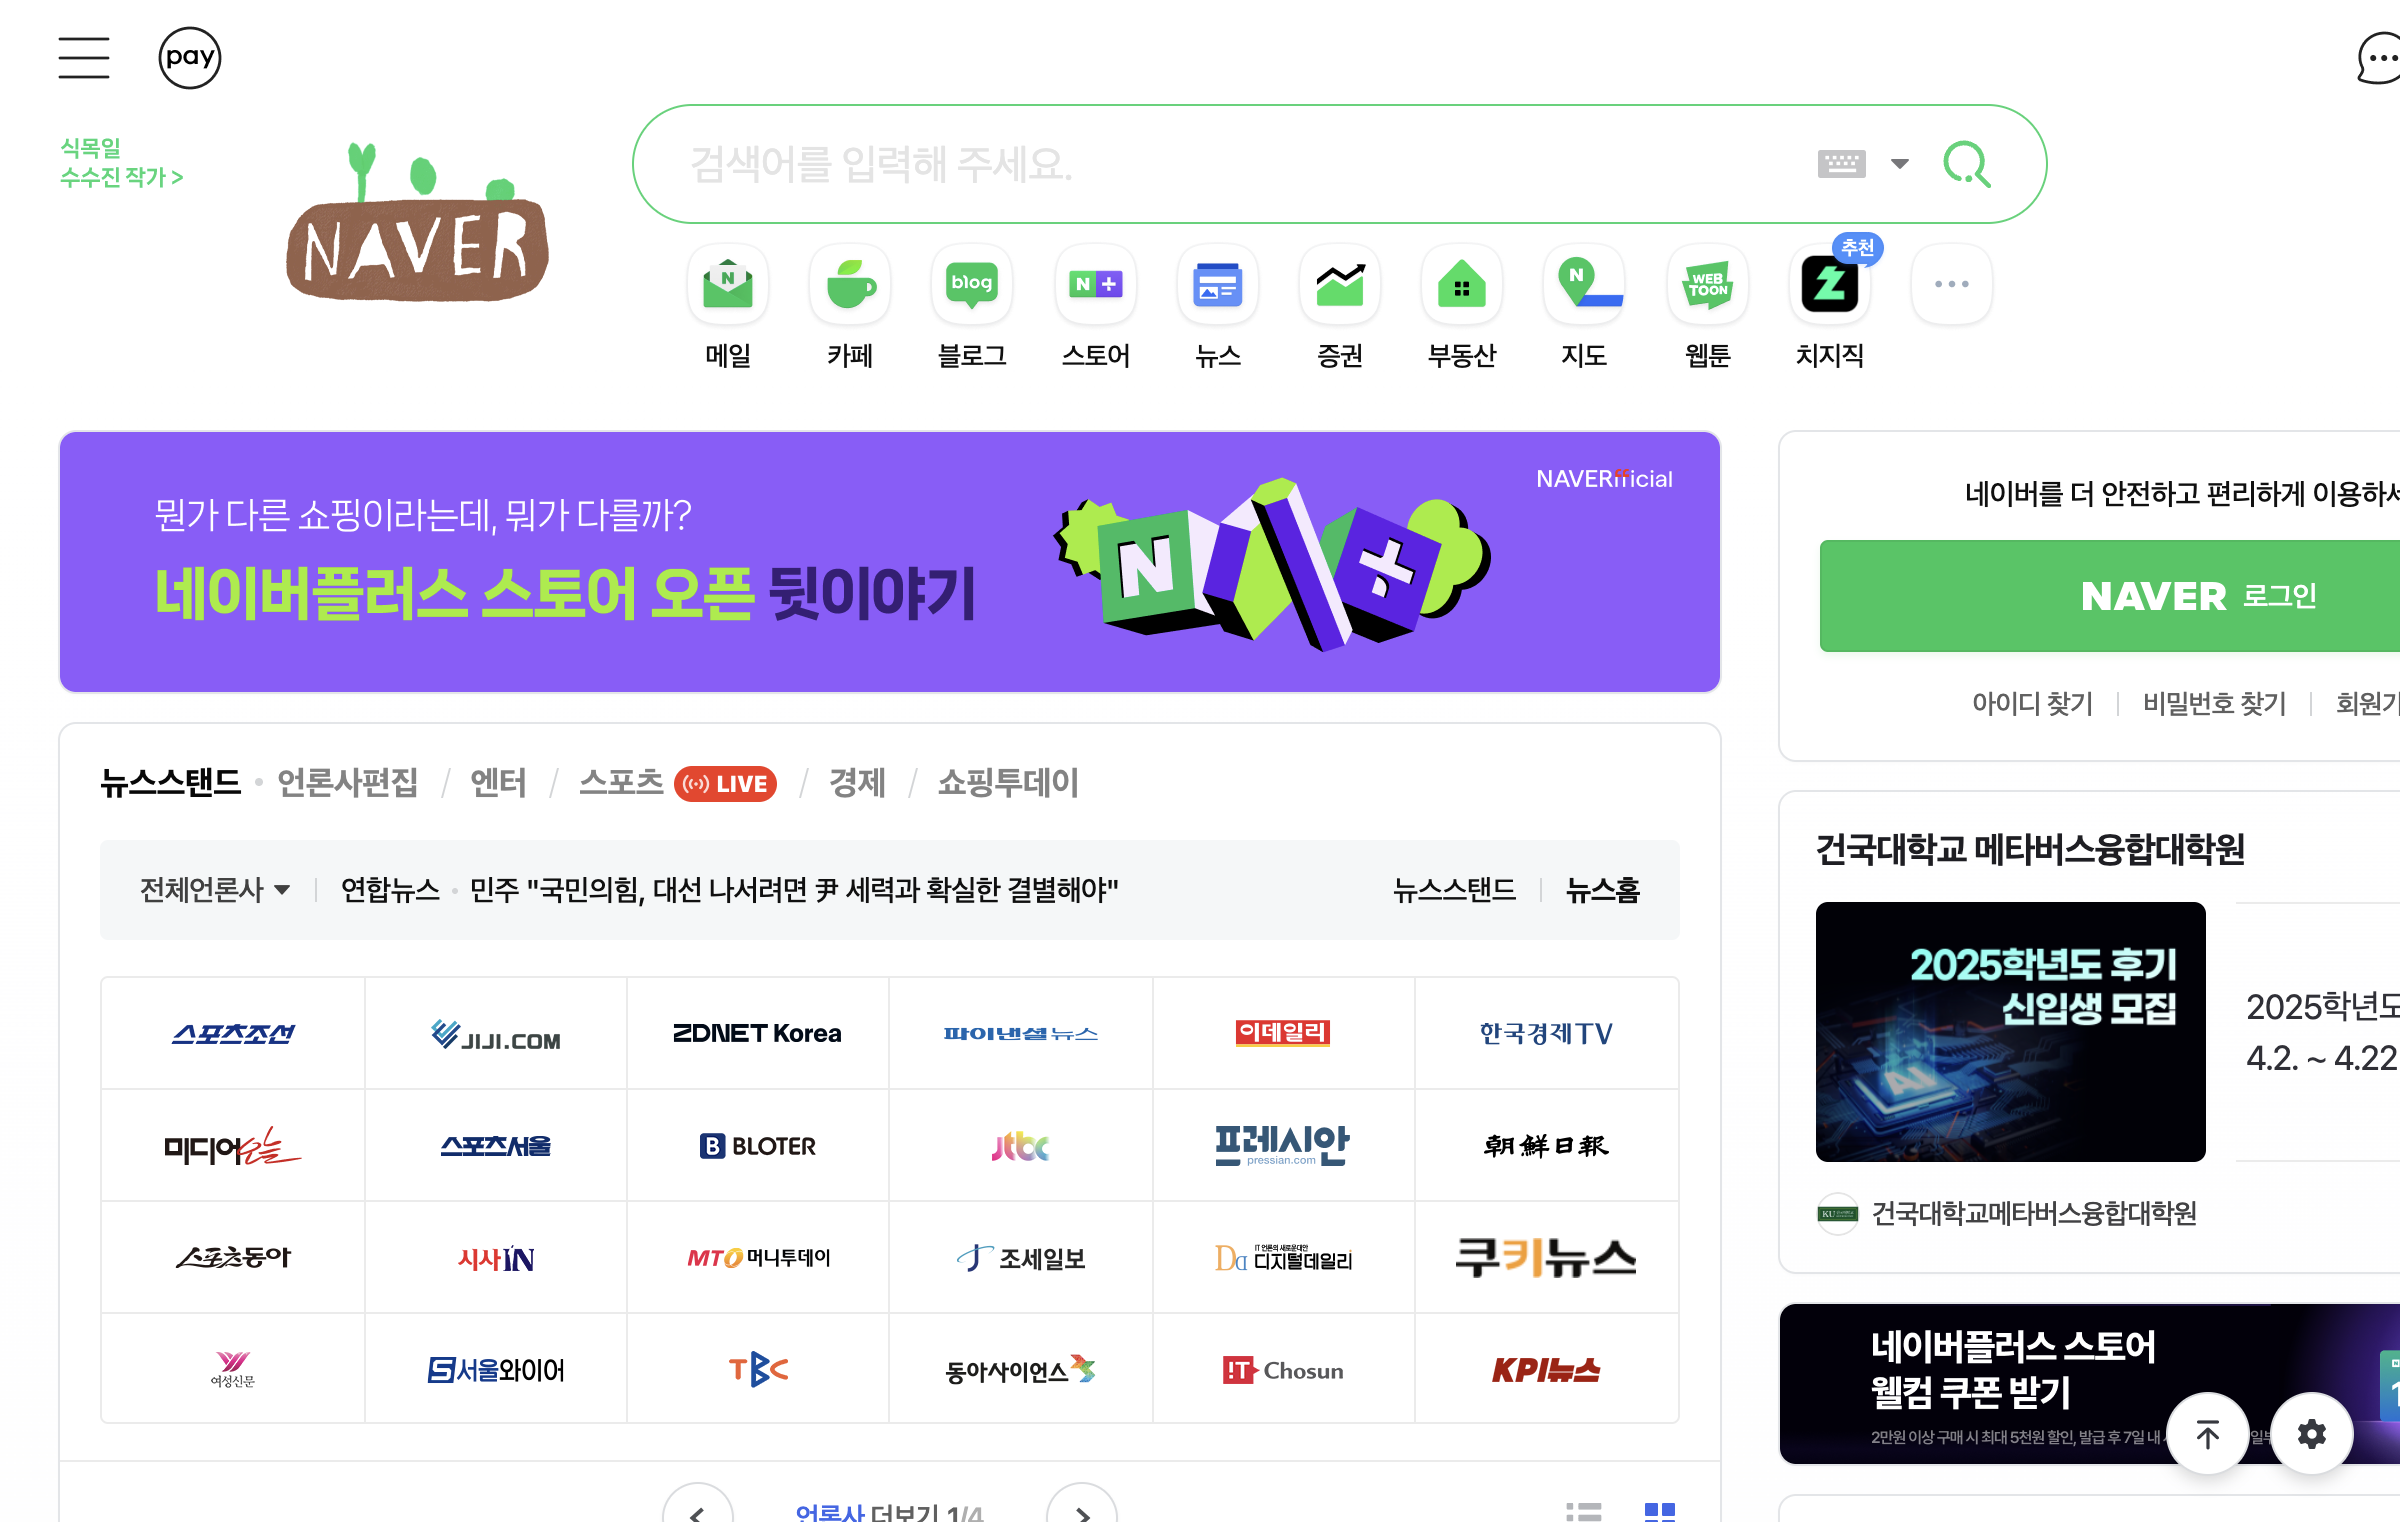 pay
식목일
수수진 작가 >
NAVER
검색어를 입력해 주세요.
메일
카페
blog
블로그
N+
스토어
뉴스
증권
부동산
N
지도
WEB
TOON
웹툰
추천
치지직
뭔가 다른 쇼핑이라는데, 뭐가 다를까?
네이버플러스 스토어 오픈 뒷이야기
N
NAVERfficial
네이버를 더 안전하고 편리하게 이용하세
NAVER 로그인
아이디 찾기
비밀번호 찾기
회원가
뉴스스탠드 · 언론사편집 / 엔터 / 스포츠 LIVE / 경제 / 쇼핑투데이
전체언론사
연합뉴스 · 민주 "국민의힘, 대선 나서려면 尹 세력과 확실한 결별해야"
뉴스스탠드
뉴스홈
스포츠조선
JIJI.COM
ZDNET Korea
파이낸셜뉴스
이데일리
한국경제TV
미디어오늘
스포츠서울
B BLOTER
jtbc
프레시안
pressian.com
朝鮮日報
스포츠동아
시사IN
MTO 머니투데이
조세일보
Dd IT 언론의 새로운대안
디지털데일리
쿠키뉴스
여성신문
S서울와이어
TBC
동아사이언스
IT Chosun
KPI뉴스
언론사 더보기 1/4
건국대학교 메타버스융합대학원
2025학년도 후기
신입생 모집
AI
2025학년도
4.2. ~ 4.22
KU
건국대학교메타버스융합대학원
네이버플러스 스토어
웰컴 쿠폰 받기
2만원 이상 구매 시 최대 5천원 할인, 발급 후 7일 내